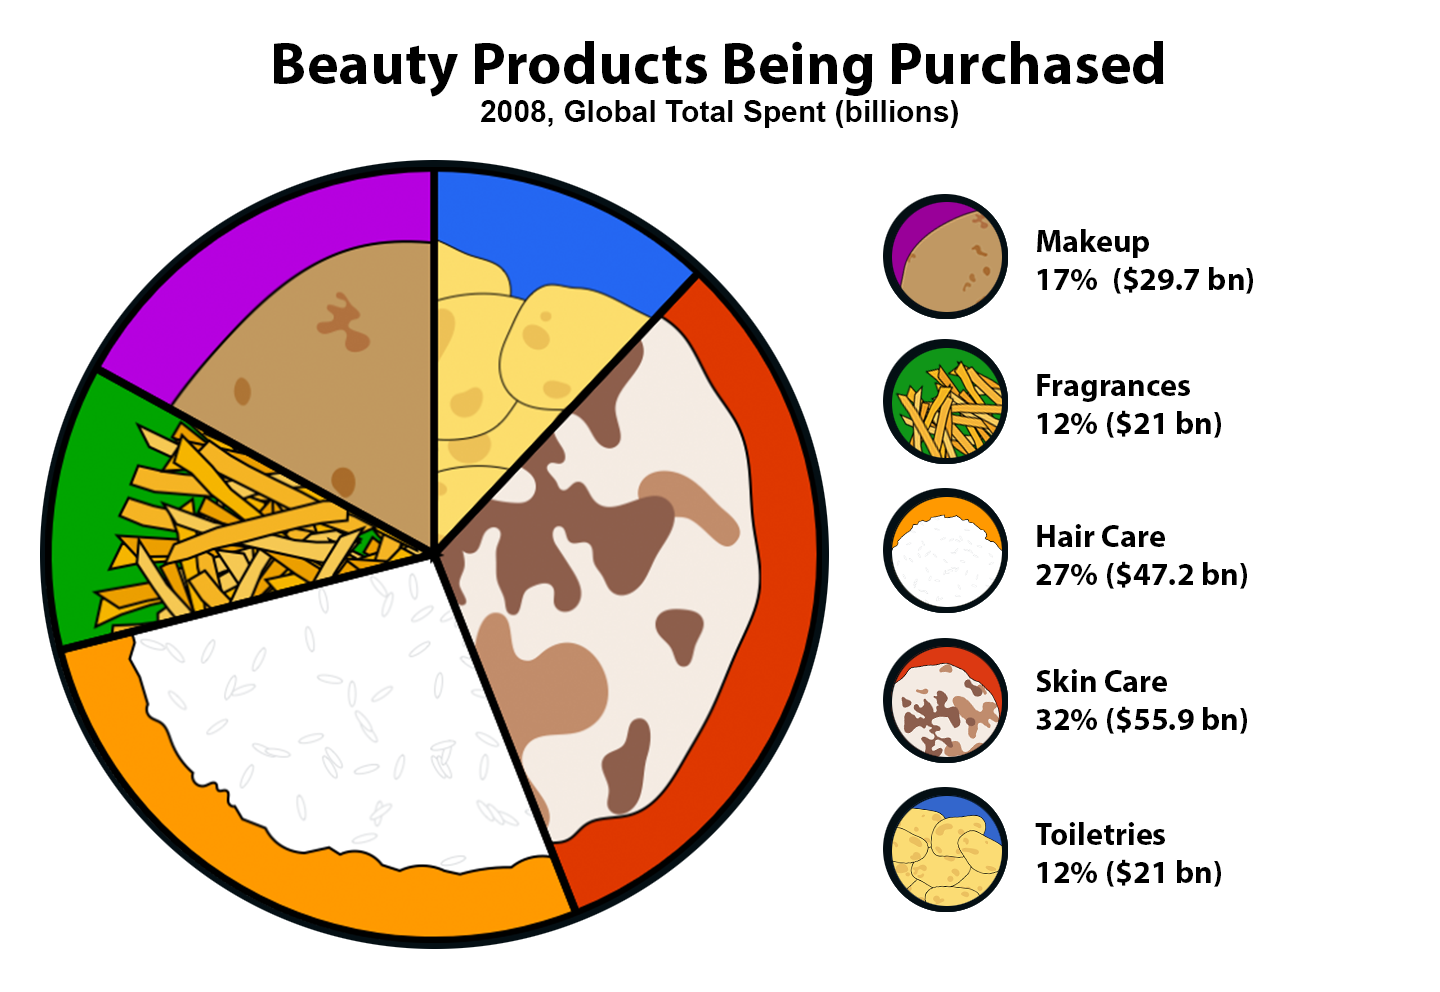 Beauty Products Being Purchased
2008, Global Total Spent (billions)
Makeup
17%  ($29.7 bn)
Fragrances
12% ($21 bn)
Hair Care
27% ($47.2 bn)
Skin Care
32% ($55.9 bn)
Toiletries
12% ($21 bn)